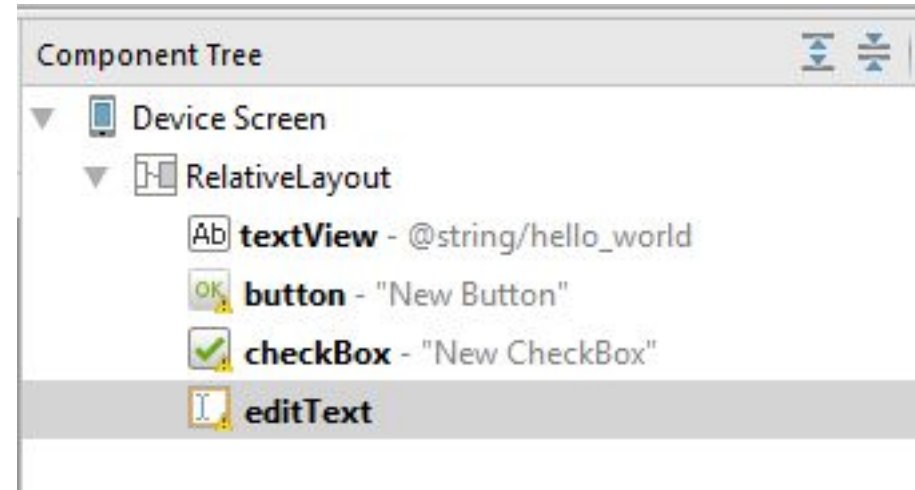 Component Tree
Device Screen
RelativeLayout
Ab textView - @string/hello_world
OK button - "New Button"
checkBox - "New CheckBox"
editText